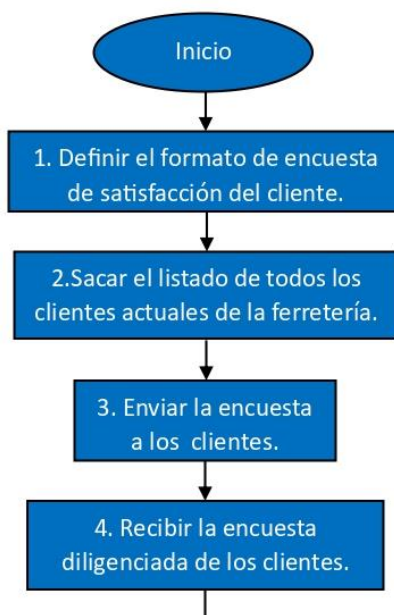 Inicio
1. Definir el formato de encuesta
de satisfacción del cliente.
2.Sacar el listado de todos los
clientes actuales de la ferretería.
3. Enviar la encuesta
a los clientes.
4. Recibir la encuesta
diligenciada de los clientes.